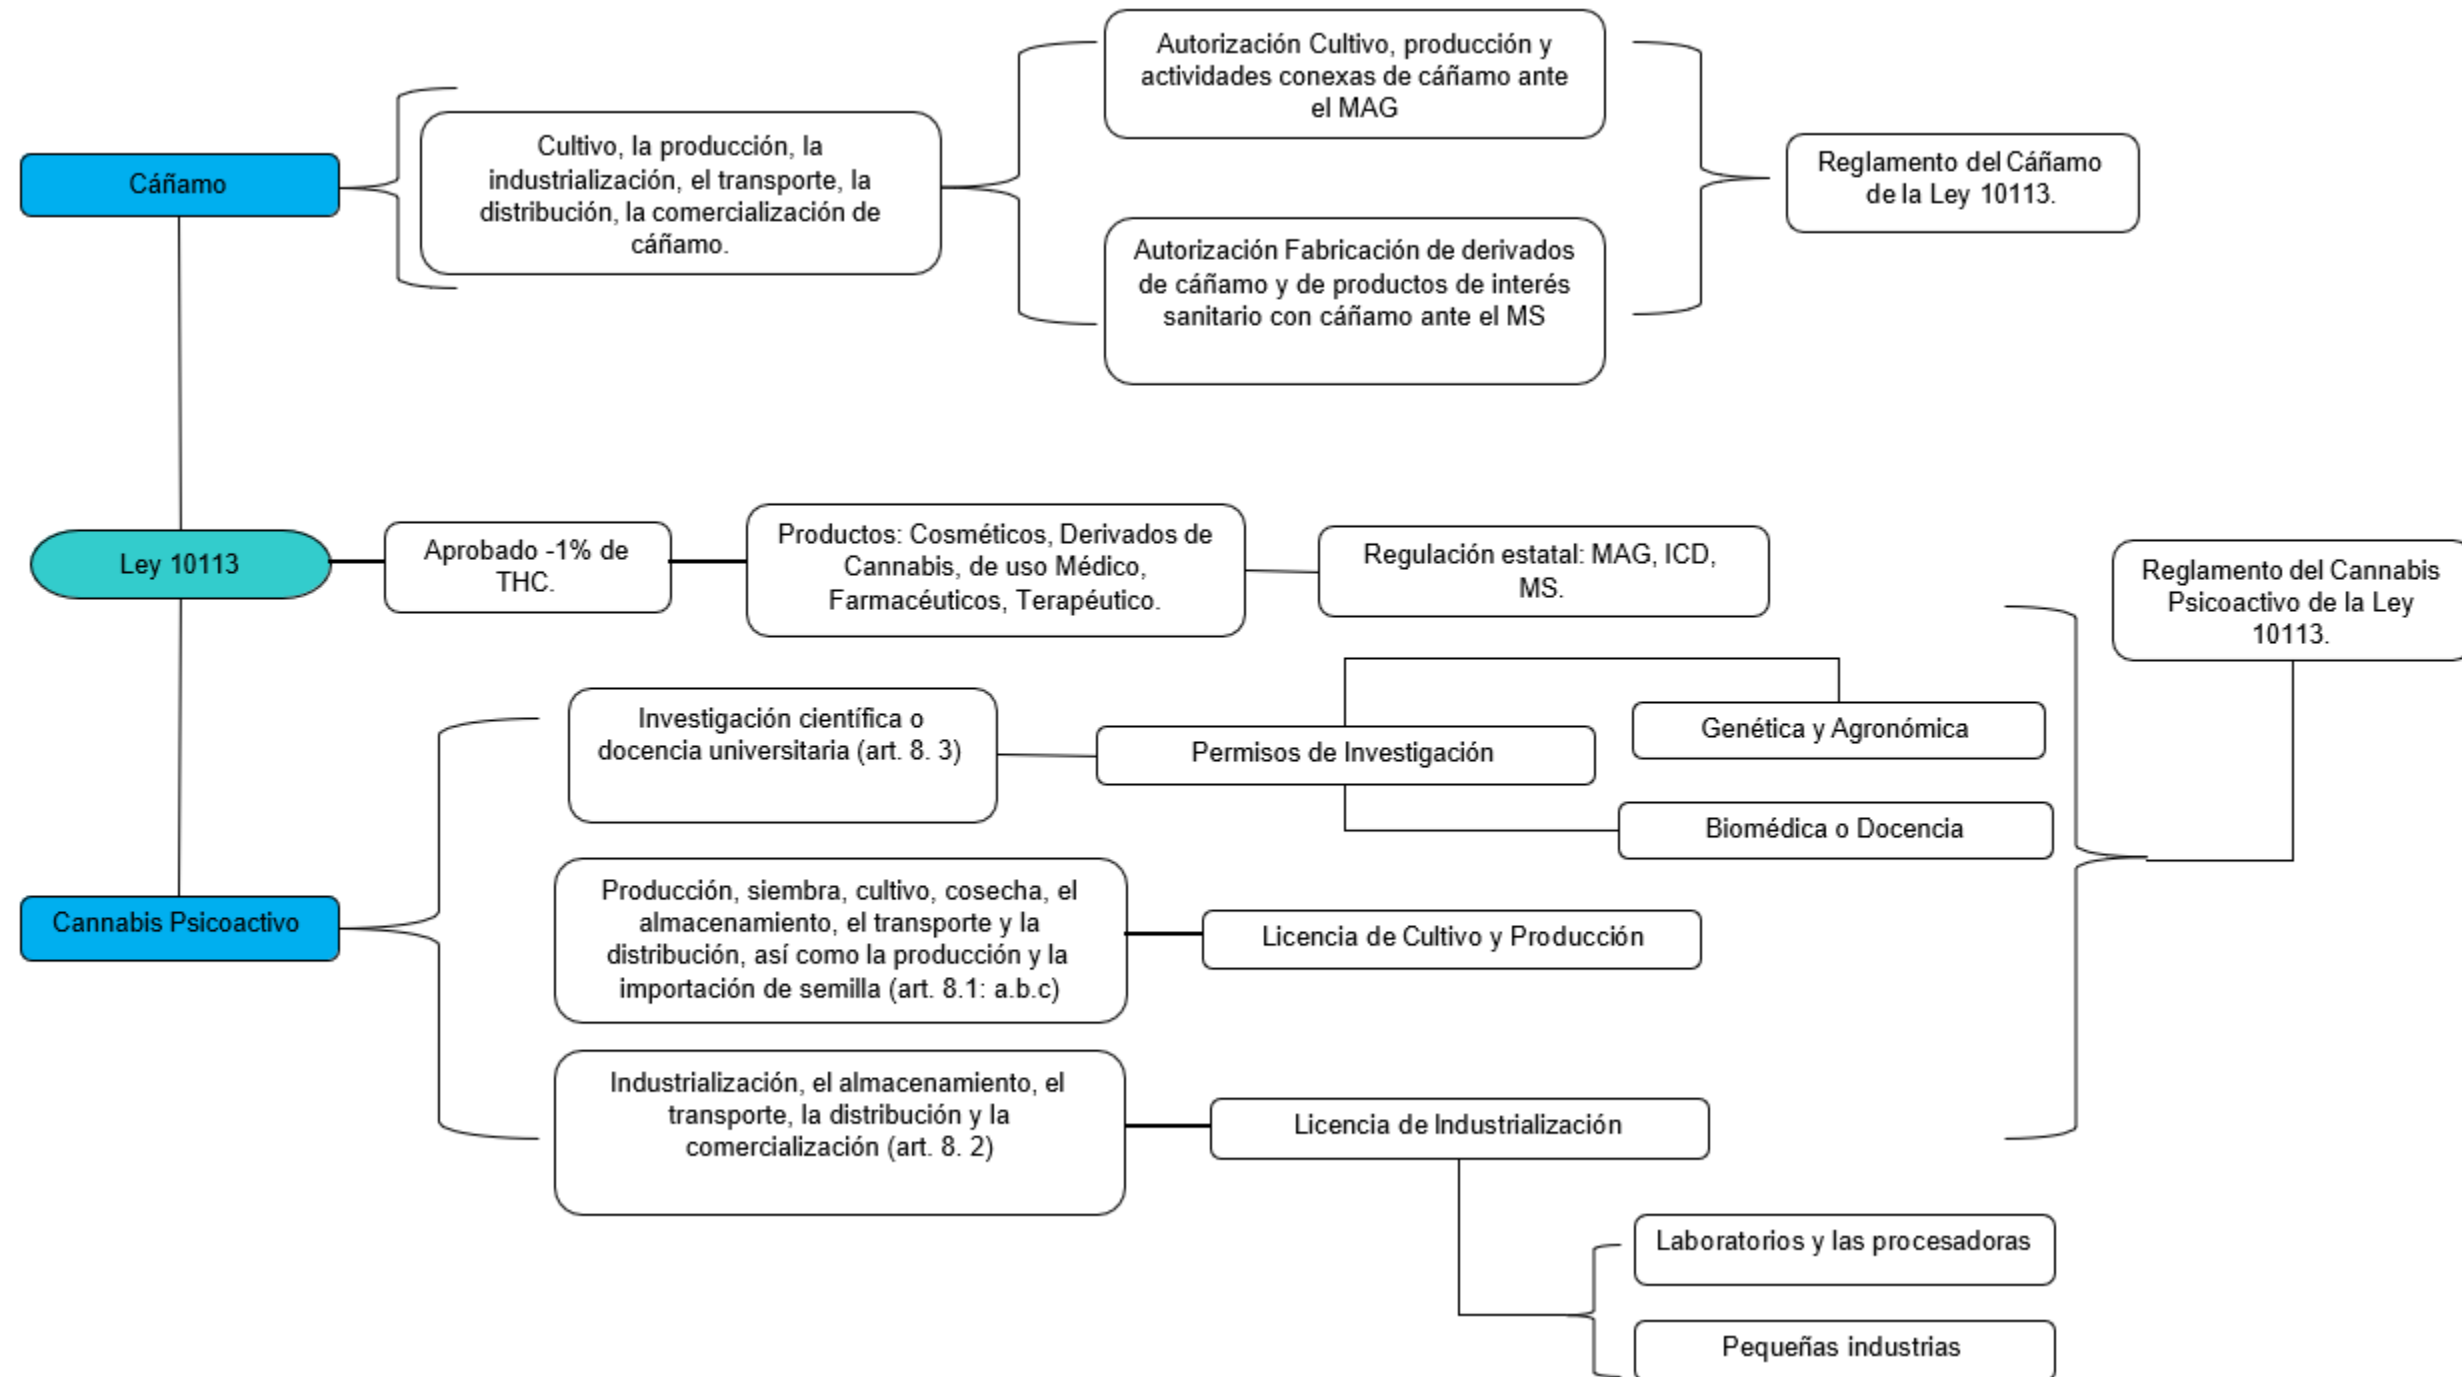 Autorización Cultivo, producción y
actividades conexas de cáñamo ante
el MAG
Cáñamo
Cultivo, la producción, la
industrialización, el transporte, la
distribución, la comercialización de
cáñamo.
Reglamento del Cáñamo
de la Ley 10113.
Autorización Fabricación de derivados
de cáñamo y de productos de interés
sanitario con cáñamo ante el MS
Ley 10113
Aprobado -1% de
THC.
Productos: Cosméticos, Derivados de
Cannabis, de uso Médico,
Farmacéuticos, Terapéutico.
Regulación estatal: MAG, ICD,
MS.
Reglamento del Cannabis
Psicoactivo de la Ley
10113.
Investigación científica o
docencia universitaria (art. 8. 3)
Permisos de Investigación
Genética y Agronómica
Biomédica o Docencia
Cannabis Psicoactivo
Producción, siembra, cultivo, cosecha, el
almacenamiento, el transporte y la
distribución, así como la producción y la
importación de semilla (art. 8.1: a.b.c)
Licencia de Cultivo y Producción
Industrialización, el almacenamiento, el
transporte, la distribución y la
comercialización (art. 8. 2)
Licencia de Industrialización
Laboratorios y las procesadoras
Pequeñas industrias